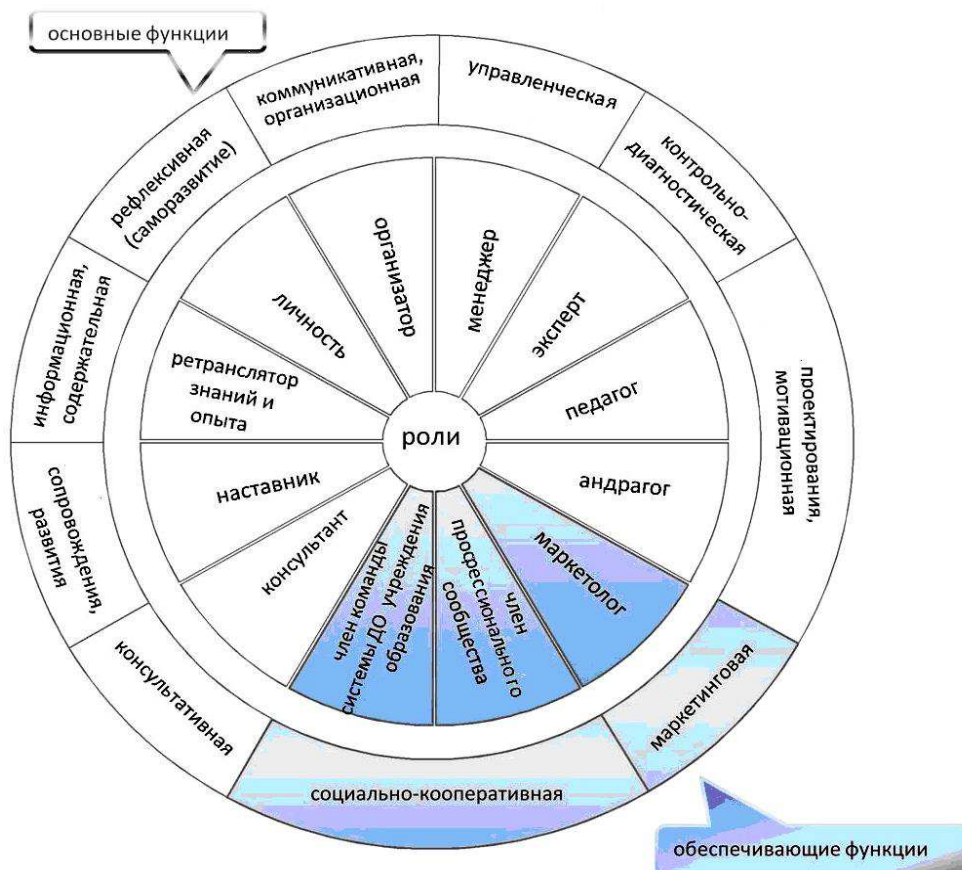 основные функции
коммуникативная,
организационная
управленческая
контрольно-
диагностическая
проектирования,
мотивационная
маркетинговая
социально-кооперативная
консультативная
сопровождения,
развития
информационная,
содержательная
рефлексивная
(саморазвитие)
организатор
менеджер
эксперт
педагог
андрагог
маркетолог
член
просрессионального
сообщества
член команды
системы ДО учреждения
образования
консультант
наставник
ретранслятор
знаний и
опыта
личность
роли
обеспечивающие функции